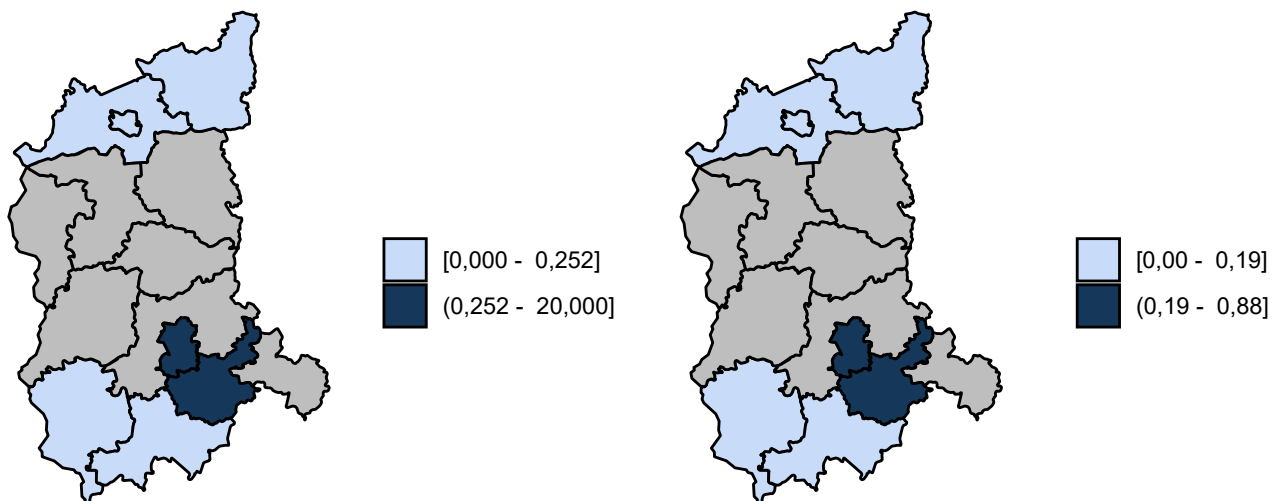 [0,000 - 0,252]
(0,252 - 20,000]
[0,00 - 0,19]
(0,19 - 0,88]